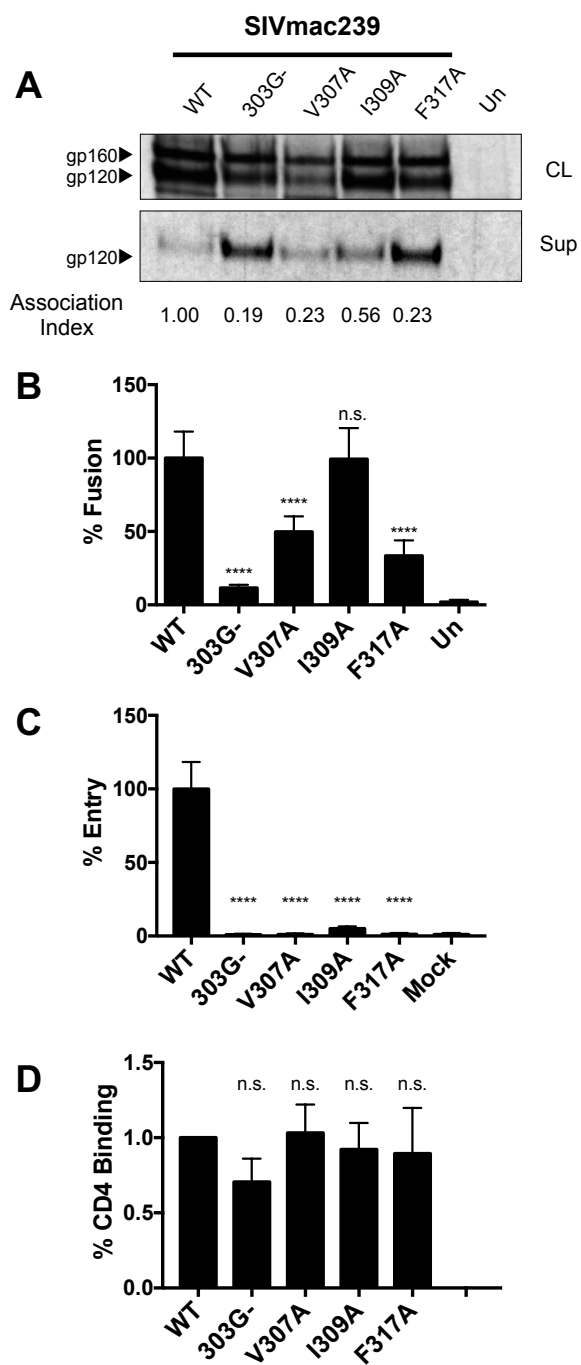 SIVmac239
A
WT 303G- V307A I309A F317A Un
gp160
gp120
CL
gp120
Sup
Association
Index
1.00 0.19 0.23 0.56 0.23
B
% Fusion
150
100
50
0
**** **** n.s. ****
WT 303G- V307A I309A F317A Un
C
% Entry
150
100
50
0
**** **** **** ****
WT 303G- V307A I309A F317A Mock
D
% CD4 Binding
1.5
1.0
0.5
0.0
n.s. n.s. n.s. n.s.
WT 303G- V307A I309A F317A